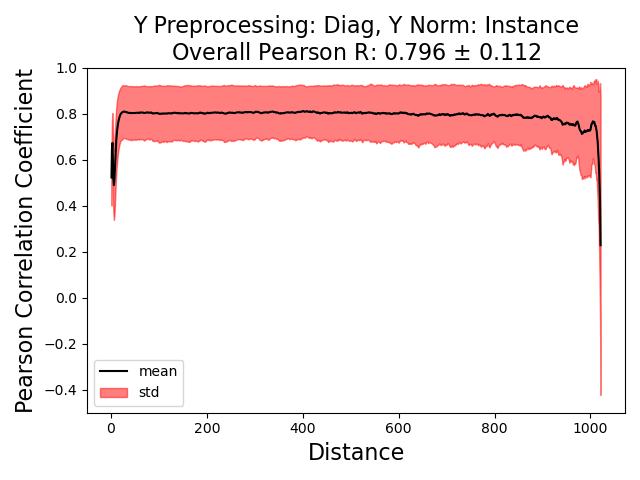 Y Preprocessing: Diag, Y Norm: Instance
Overall Pearson R: 0.796 ± 0.112
Pearson Correlation Coefficient
1.0
0.8
0.6
0.4
0.2
0.0
−0.2
−0.4
mean
std
0 200 400 600 800 1000
Distance